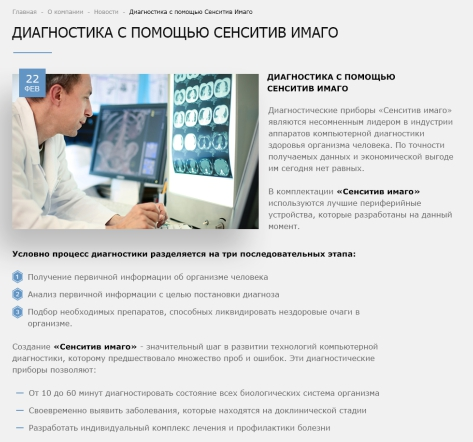 Главная – О компании – Новости – Диагностика с помощью Сенситив Имаго
ДИАГНОСТИКА С ПОМОЩЬЮ СЕНСИТИВ ИМАГО
22
ФЕВ
ДИАГНОСТИКА С ПОМОЩЬЮ
СЕНСИТИВ ИМАГО
Диагностические приборы «Сенситив имаго»
являются несомненным лидером в индустрии
аппаратов компьютерной диагностики
здоровья организма человека. По точности
получаемых данных и экономической выгоде
им сегодня нет равных.
В комплектации «Сенситив имаго»
используются лучшие периферийные
устройства, которые разработаны на данный
момент.
Условно процесс диагностики разделяется на три последовательных этапа:
1 Получение первичной информации об организме человека
2 Анализ первичной информации с целью постановки диагноза
3 Подбор необходимых препаратов, способных ликвидировать нездоровые очаги в
организме.
Создание «Сенситив имаго» - значительный шаг в развитии технологий компьютерной
диагностики, которому предшествовало множество проб и ошибок. Эти диагностические
приборы позволяют:
— От 10 до 60 минут диагностировать состояние всех биологических система организма
— Своевременно выявить заболевания, которые находятся на доклинической стадии
— Разработать индивидуальный комплекс лечения и профилактики болезни